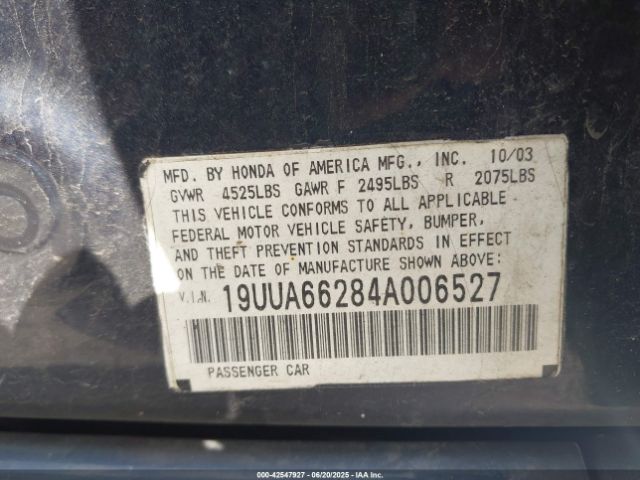 MFD. BY HONDA OF AMERICA MFG., INC. 10/03
GVWR 4525LBS GAWR F 2495LBS R 2075LBS
THIS VEHICLE CONFORMS TO ALL APPLICABLE
FEDERAL MOTOR VEHICLE SAFETY, BUMPER,
AND THEFT PREVENTION STANDARDS IN EFFECT
ON THE DATE OF MANUFACTURE SHOWN ABOVE:
V.I.N. 19UUA66284A006527
PASSENGER CAR
000-42547927 - 06/20/2025 - IAA Inc.